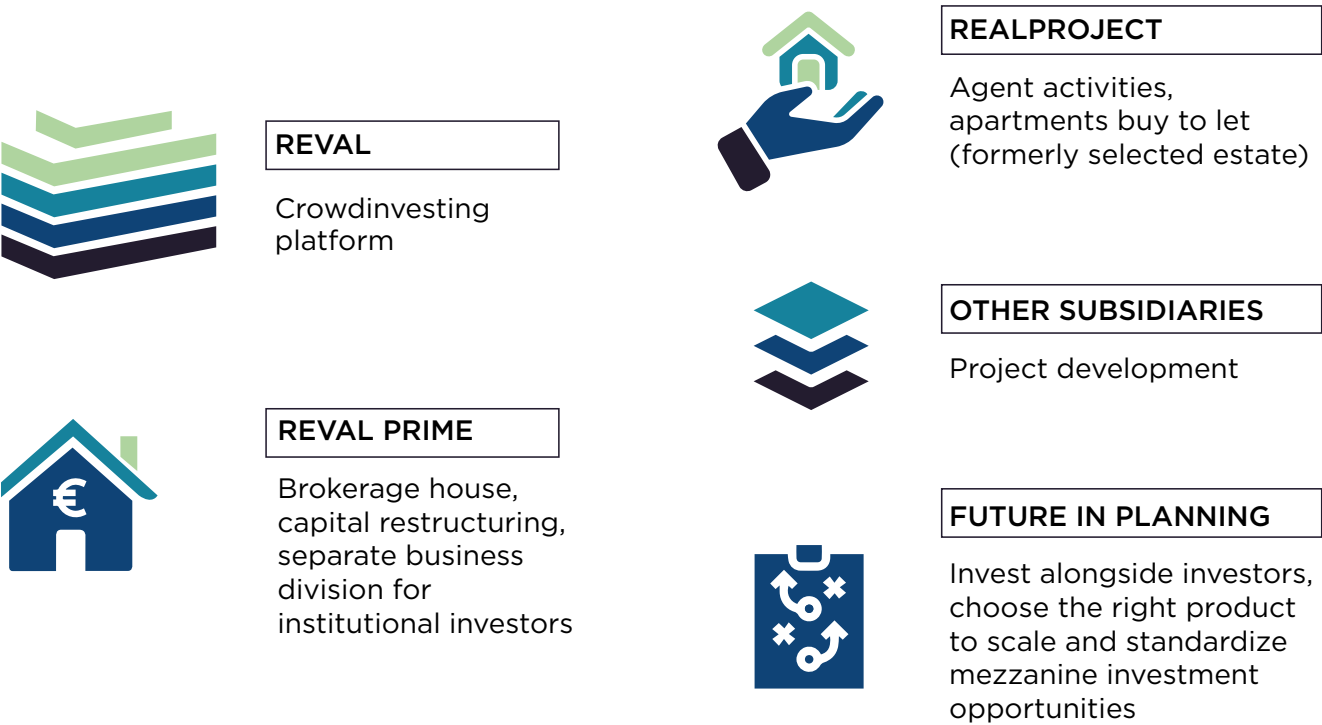 REVAL
Crowdinvesting
platform
REVAL PRIME
€
Brokerage house,
capital restructuring,
separate business
division for
institutional investors
REALPROJECT
Agent activities,
apartments buy to let
(formerly selected estate)
OTHER SUBSIDIARIES
Project development
FUTURE IN PLANNING
Invest alongside investors,
choose the right product
to scale and standardize
mezzanine investment
opportunities